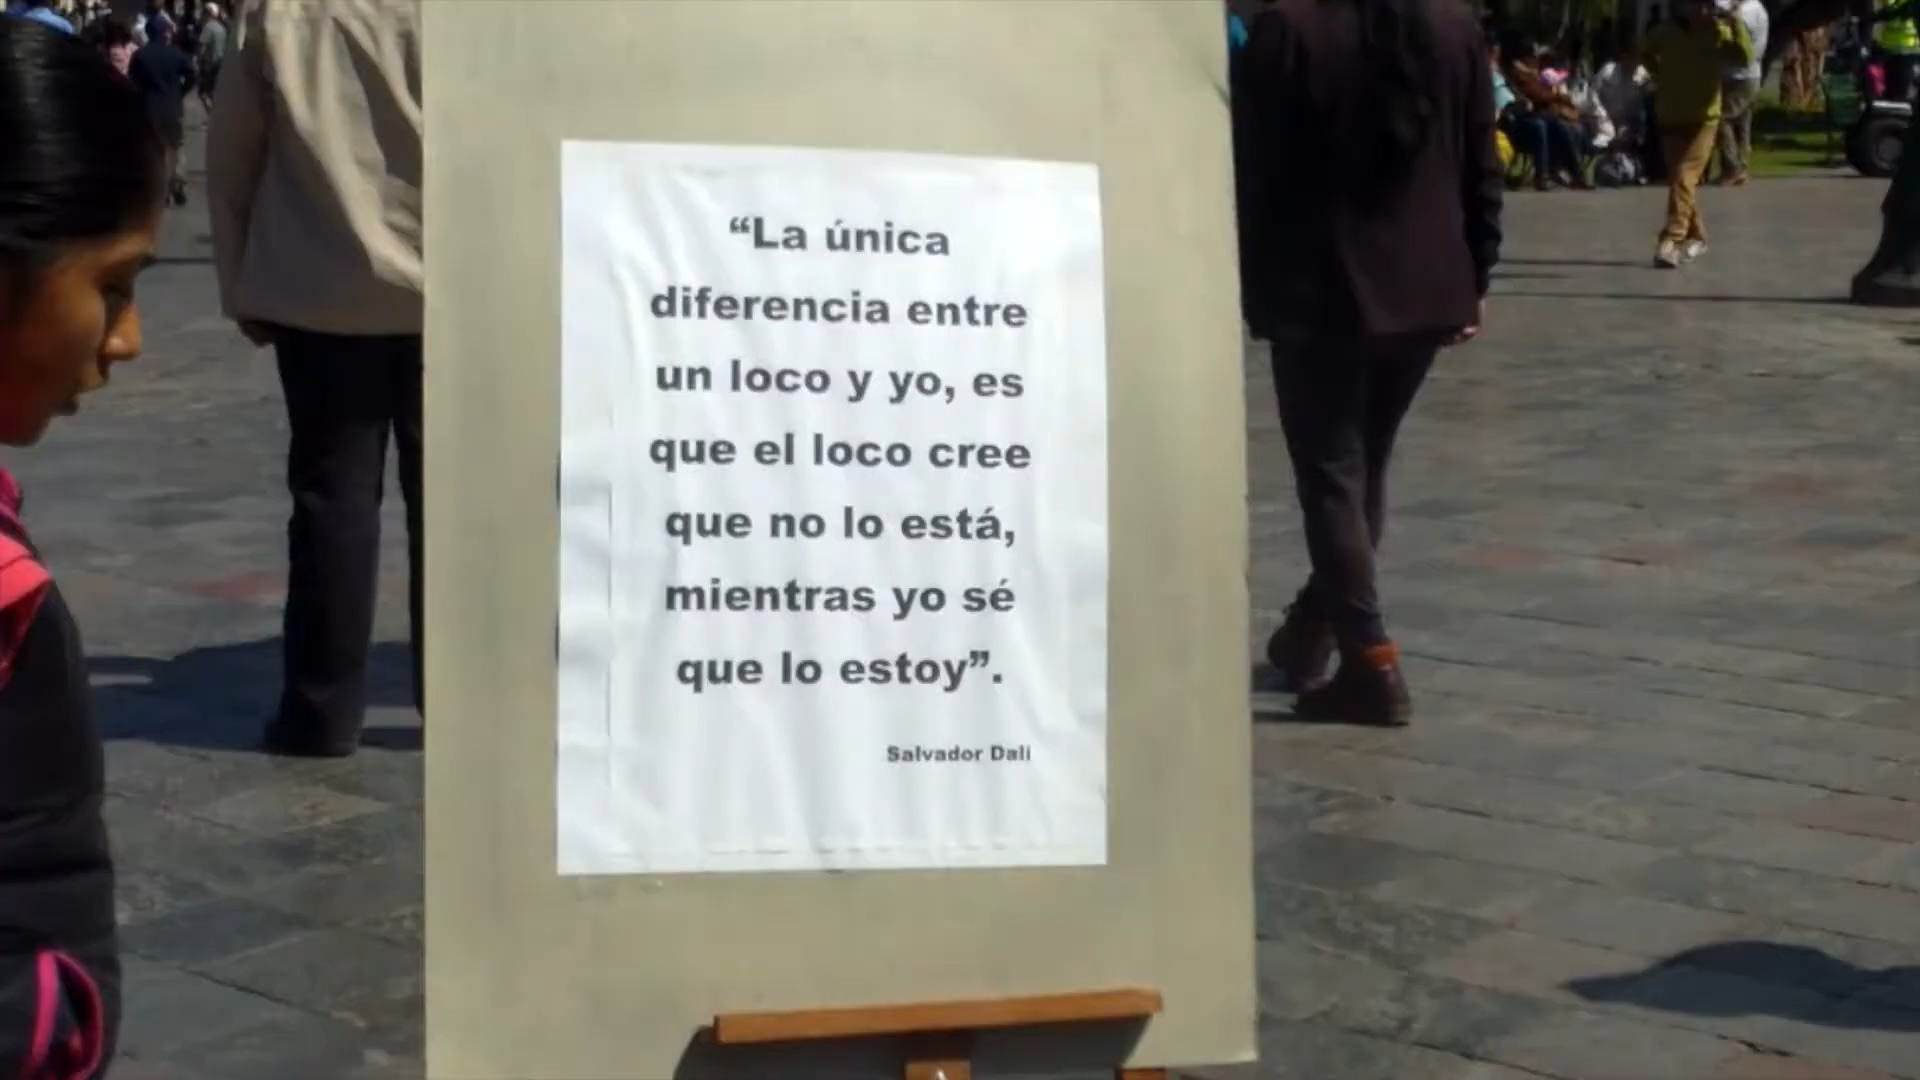 “La única
diferencia entre
un loco y yo, es
que el loco cree
que no lo está,
mientras yo sé
que lo estoy”.
Salvador Dali